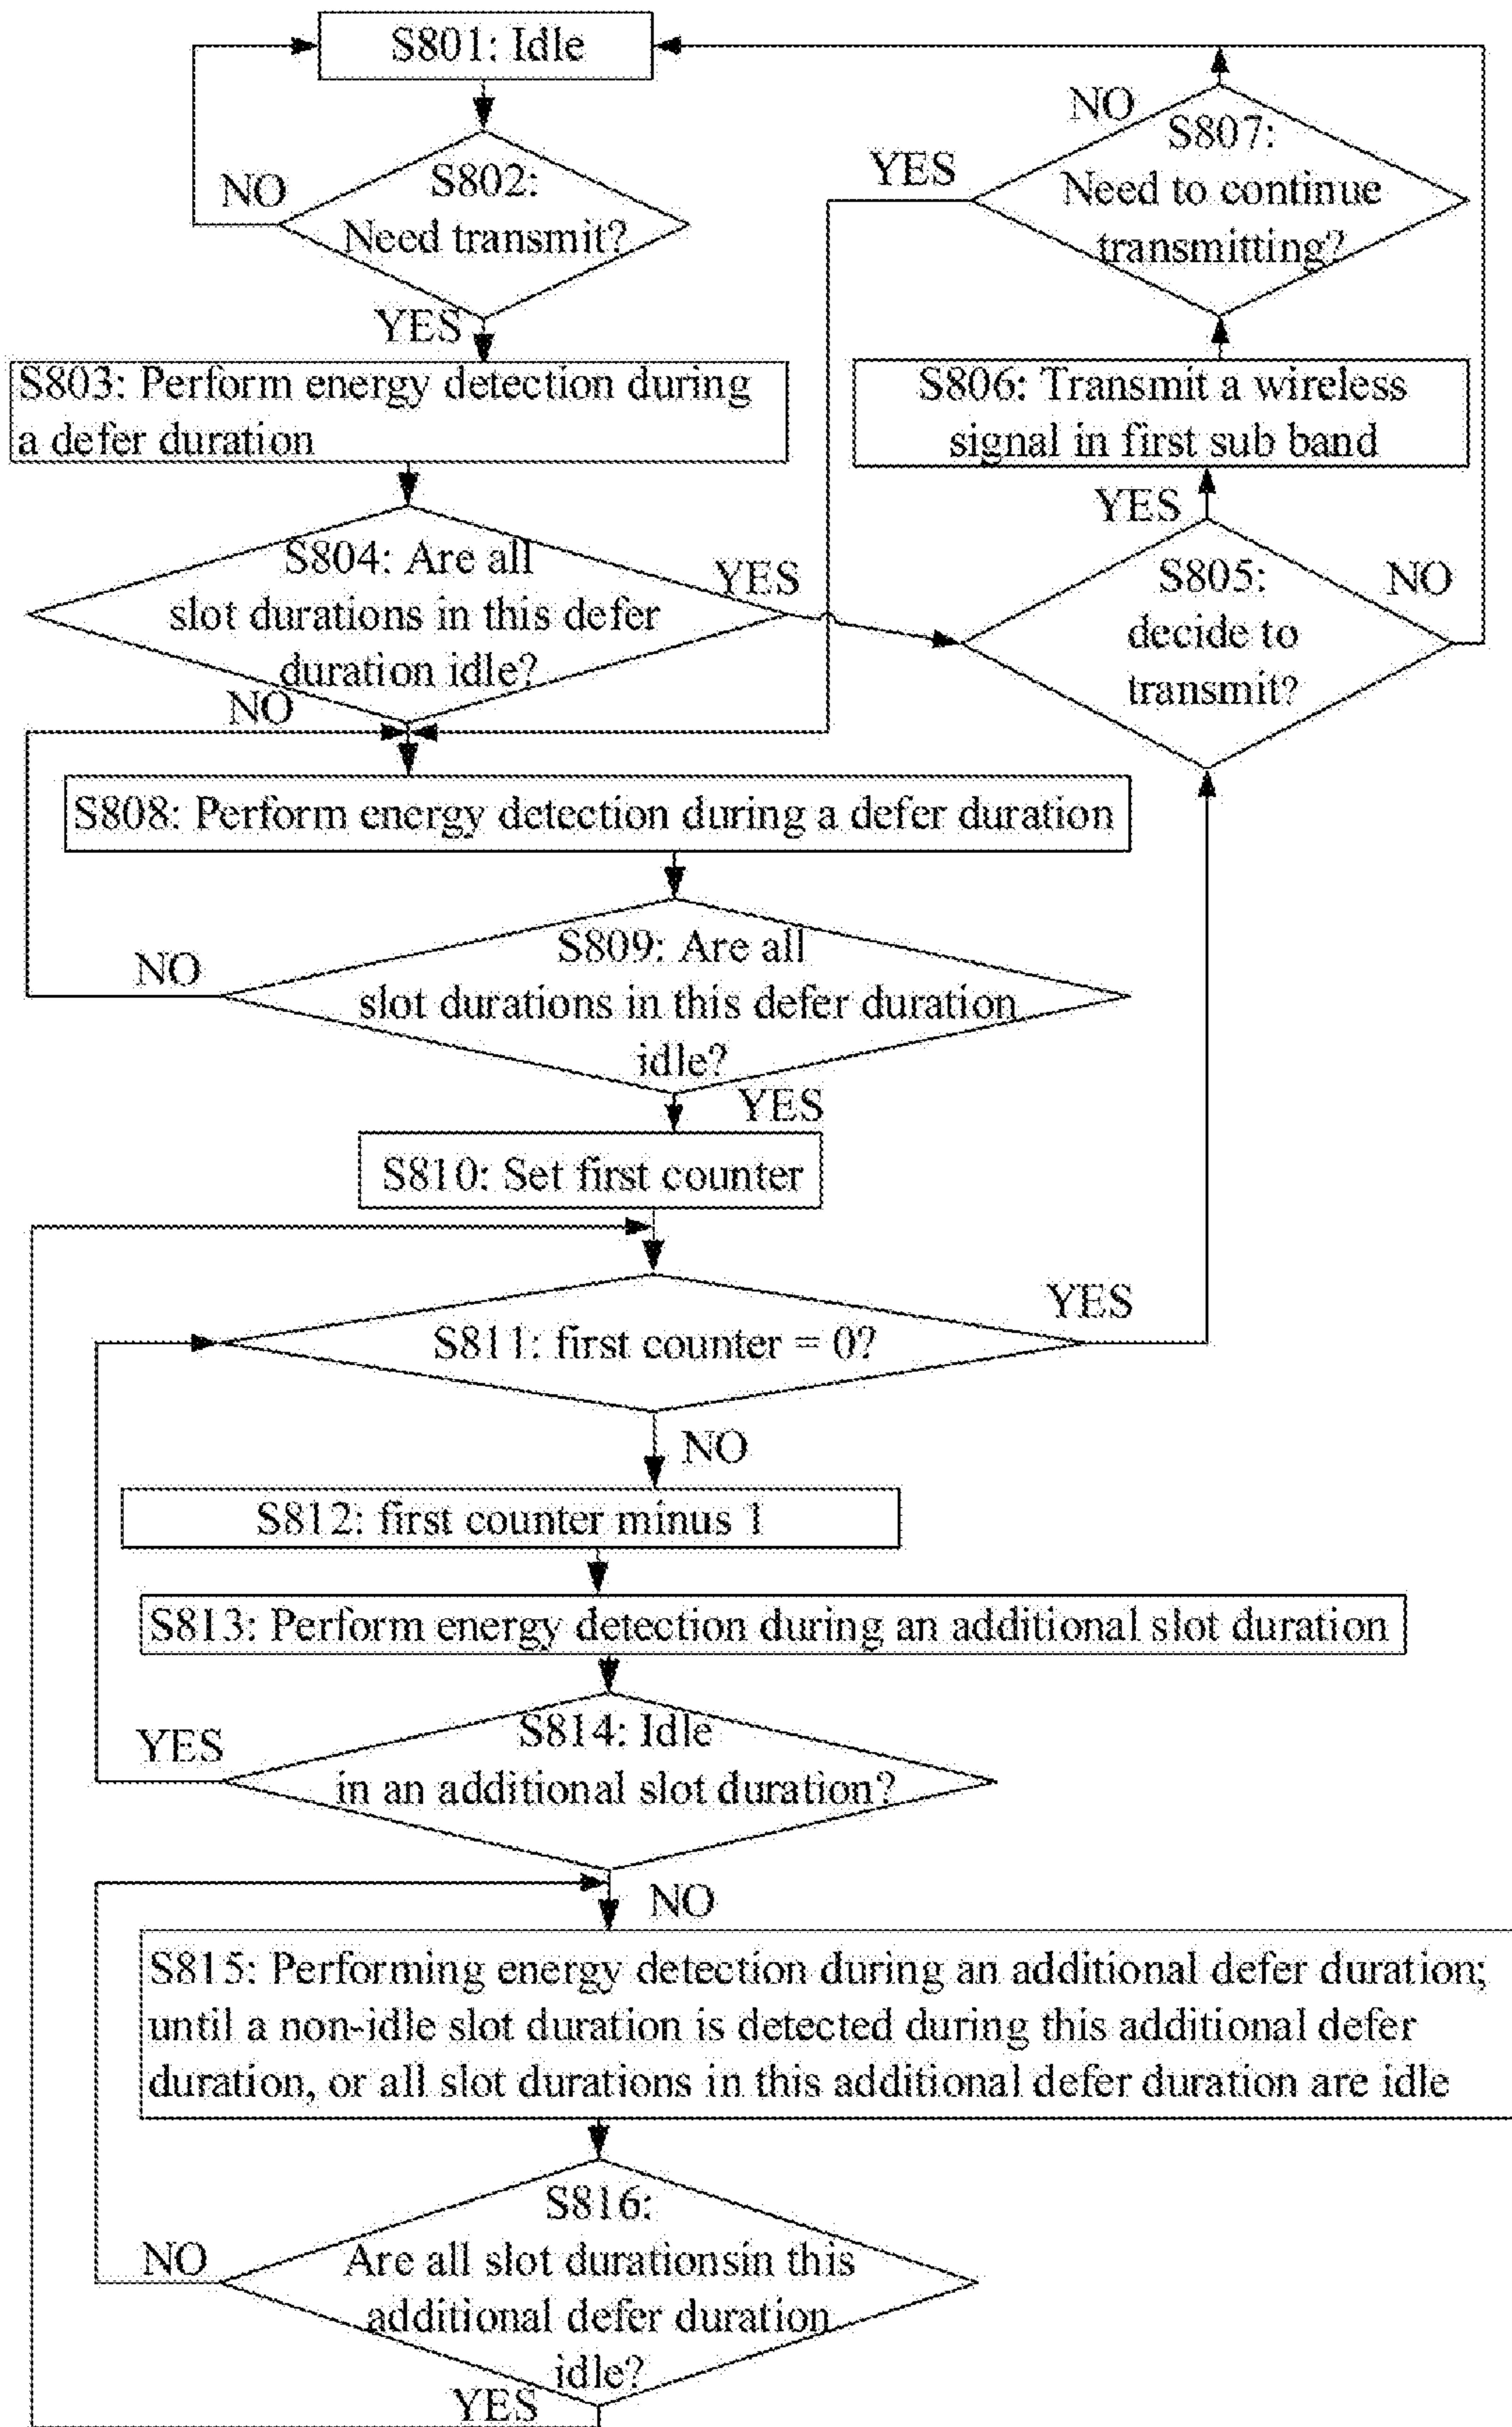 S801: Idle
NO
S802:
Need transmit?
YES
S803: Perform energy detection during
a defer duration
S804: Are all
slot durations in this defer
duration idle?
YES
NO
NO
S807:
Need to continue
transmitting?
YES
S806: Transmit a wireless
signal in first sub band
YES
S805:
decide to
transmit?
NO
S808: Perform energy detection during a defer duration
S809: Are all
slot durations in this defer duration
idle?
NO
YES
S810: Set first counter
S811: first counter = 0?
YES
NO
S812: first counter minus 1
S813: Perform energy detection during an additional slot duration
S814: Idle
in an additional slot duration?
YES
NO
S815: Performing energy detection during an additional defer duration;
until a non-idle slot duration is detected during this additional defer
duration, or all slot durations in this additional defer duration are idle
S816:
Are all slot durationsin this
additional defer duration
idle?
NO
YES